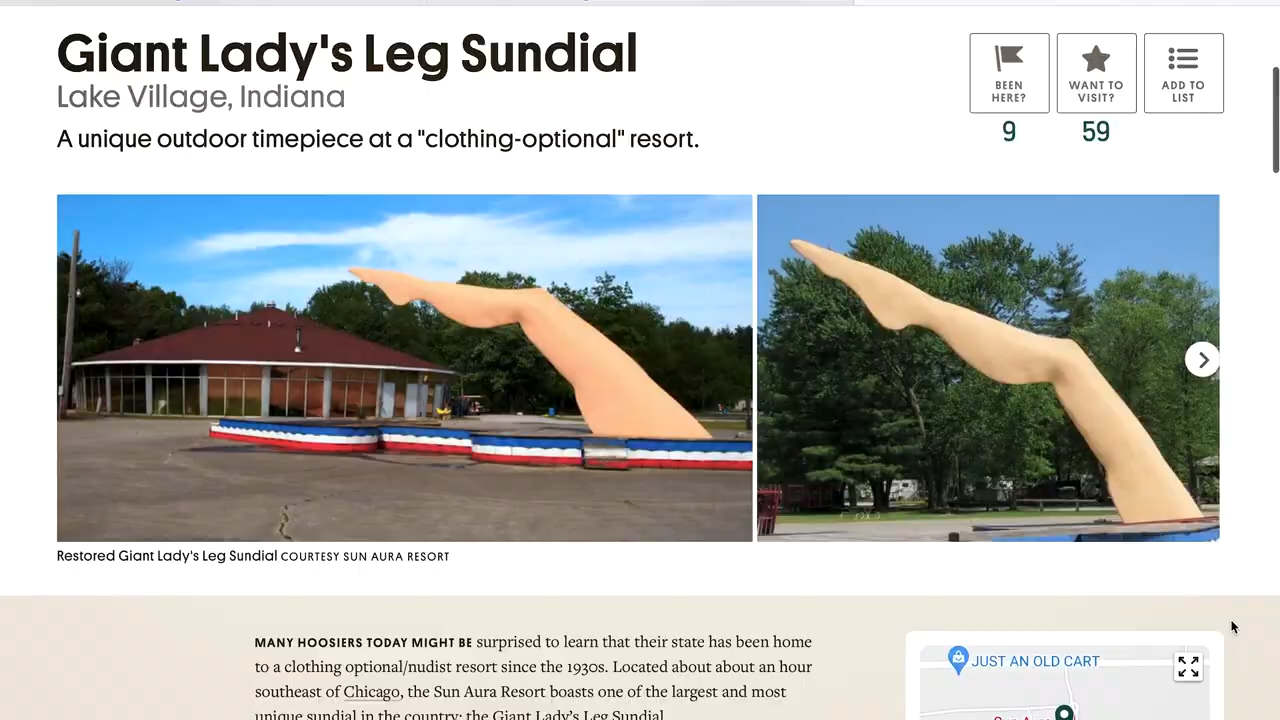 Giant Lady's Leg Sundial
Lake Village, Indiana
A unique outdoor timepiece at a "clothing-optional" resort.
BEEN HERE?
9
WANT TO VISIT?
59
ADD TO LIST
Restored Giant Lady's Leg Sundial COURTESY SUN AURA RESORT
MANY HOOSIERS TODAY MIGHT BE surprised to learn that their state has been home
to a clothing optional/nudist resort since the 1930s. Located about about an hour
southeast of Chicago, the Sun Aura Resort boasts one of the largest and most
unique sundial in the country: the Giant Lady's Leg Sundial.
JUST AN OLD CART
Sun Aura